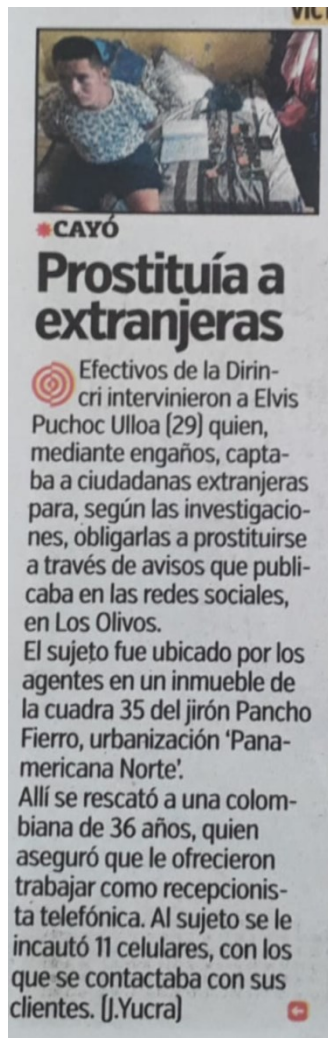 VÍCT
CAYÓ
Prostituía a
extranjeras
Efectivos de la Dirin-
cri intervinieron a Elvis
Puchoc Ulloa (29) quien,
mediante engaños, capta-
ba a ciudadanas extranjeras
para, según las investigacio-
nes, obligarlas a prostituirse
a través de avisos que publi-
caba en las redes sociales,
en Los Olivos.
El sujeto fue ubicado por los
agentes en un inmueble de
la cuadra 35 del jirón Pancho
Fierro, urbanización ‘Pana-
mericana Norte’.
Allí se rescató a una colom-
biana de 36 años, quien
aseguró que le ofrecieron
trabajar como recepcionis-
ta telefónica. Al sujeto se le
incautó 11 celulares, con los
que se contactaba con sus
clientes. (J.Yucra)